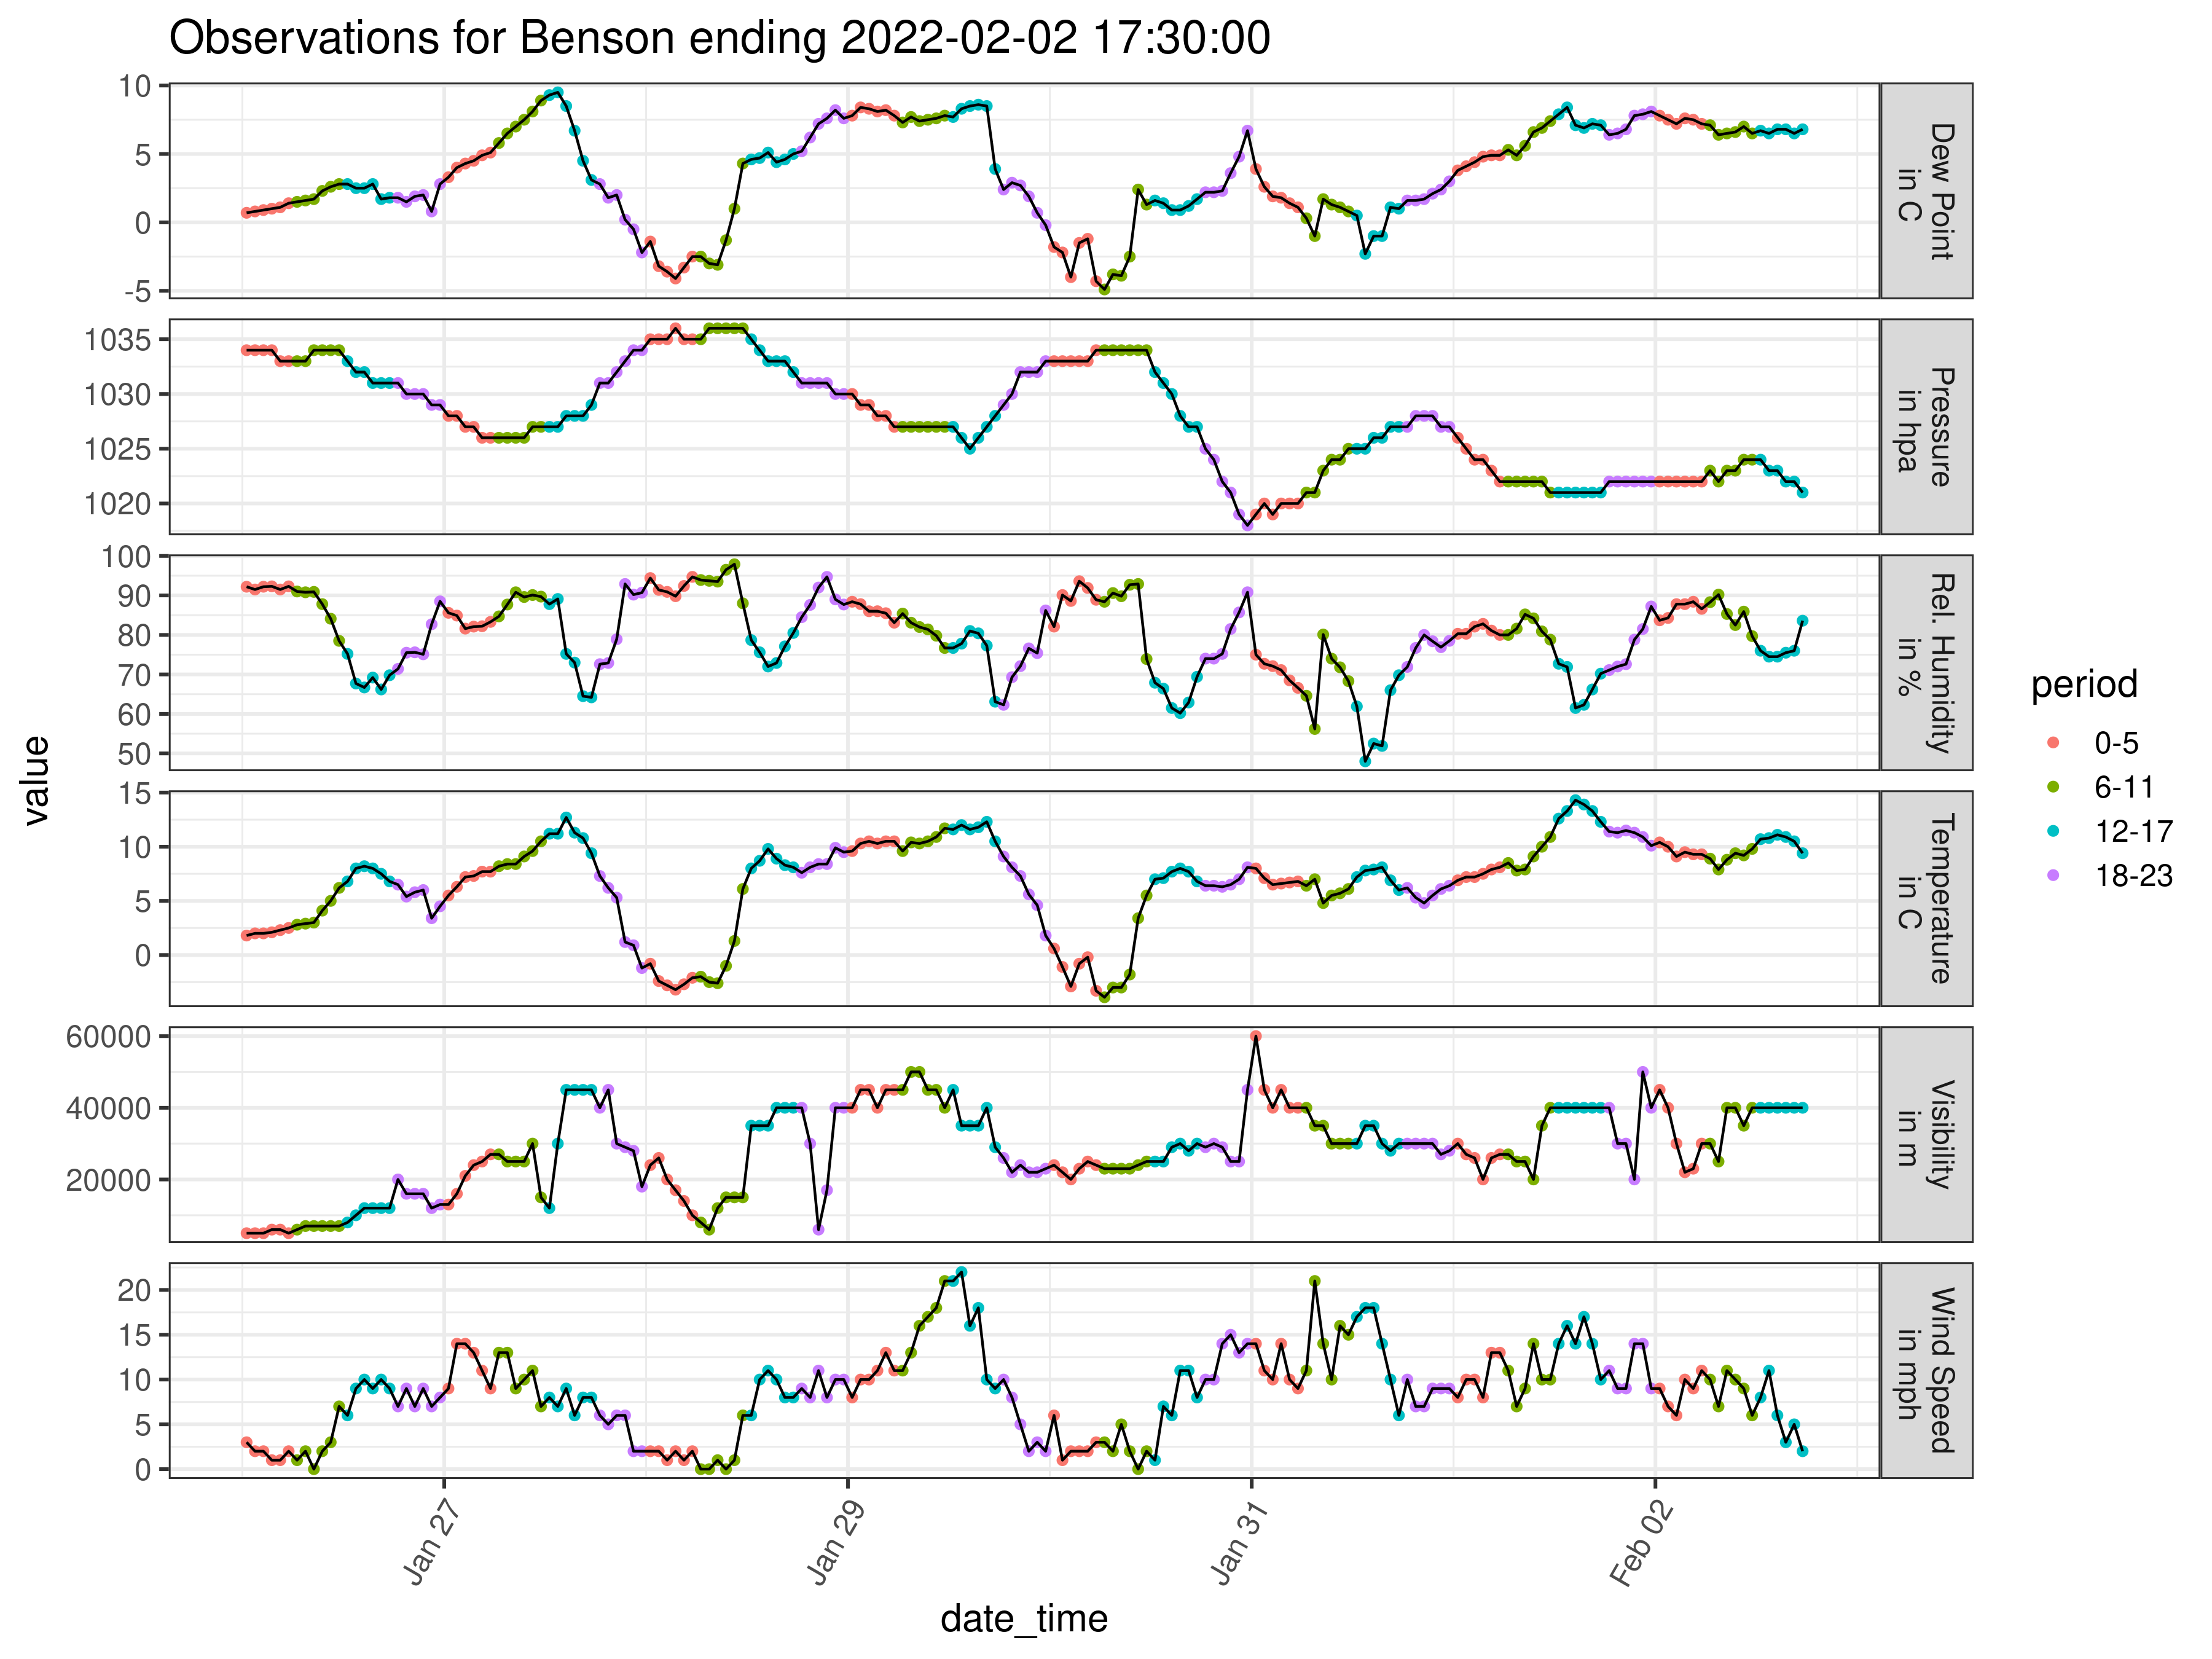 Observations for Benson ending 2022-02-02 17:30:00
value
10
5
0
-5
Dew Point
in C
1035
1030
1025
1020
Pressure
in hpa
100
90
80
70
60
50
Rel. Humidity
in %
15
10
5
0
Temperature
in C
60000
40000
20000
Visibility
in m
20
15
10
5
0
Wind Speed
in mph
Jan 27
Jan 29
Jan 31
Feb 02
date_time
period
0-5
6-11
12-17
18-23